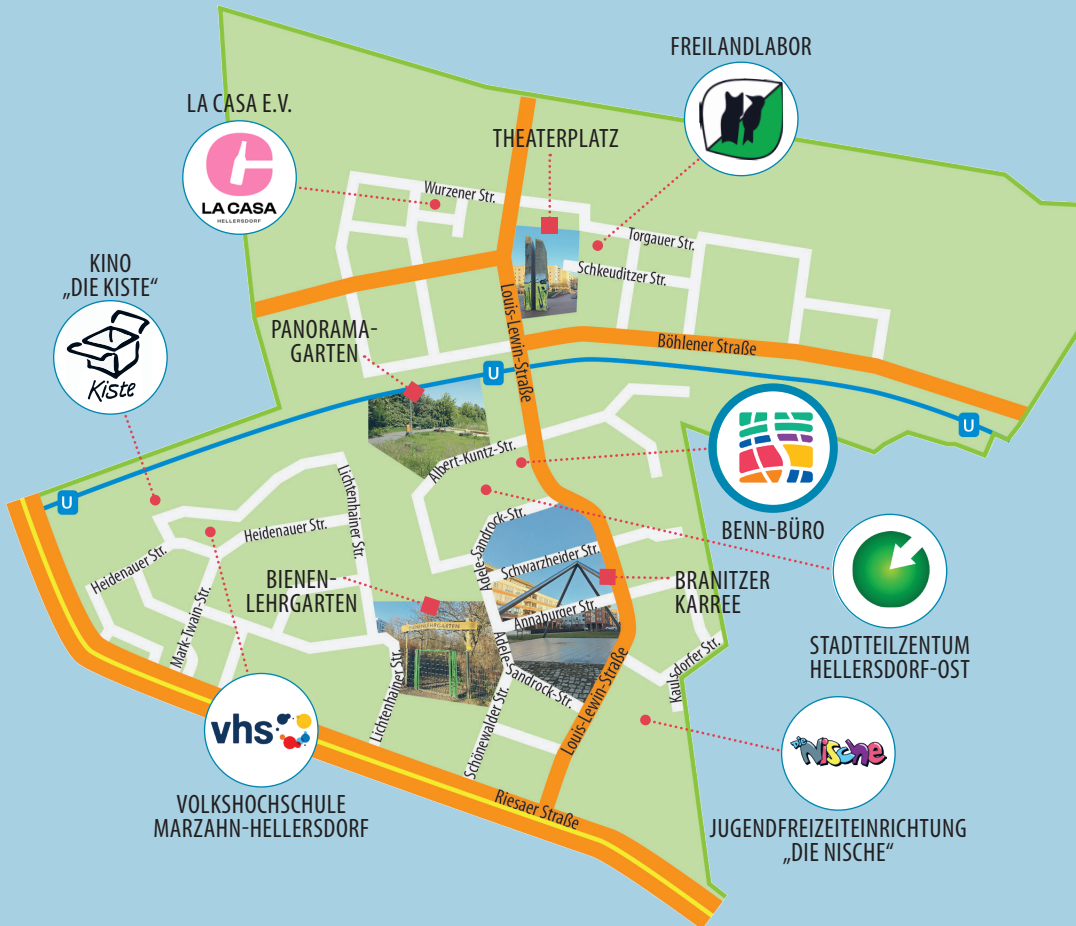 FREILANDLABOR
LA CASA E.V.
LA CASA
HELLERSDORF
THEATERPLATZ
Wurzener Str.
Torgauer Str.
Schkeuditzer Str.
KINO
„DIE KISTE“
Kiste
PANORAMA-
GARTEN
Louis-Lewin-Straße
Böhlener Straße
U
U
U
Albert-Kuntz-Str.
BENN-BÜRO
Lichtenhainer Str.
Heidenauer Str.
Heidenauer Str.
Adele-Sandrock-Str.
Schwarzheider Str.
BIENEN-
LEHRGARTEN
BRANITZER
KARREE
Annaburger Str.
Mark-Twain-Str.
STADTTEILZENTUM
HELLERSDORF-OST
Adele-Sandrock-Str.
Kaulsdorfer Str.
Lichtenhainer Str.
Schönewalder Str.
Louis-Lewin-Straße
vhs
VOLKSHOCHSCHULE
MARZAHN-HELLERSDORF
Die
Nische
Riesaer Straße
JUGENDFREIZEITEINRICHTUNG
„DIE NISCHE“